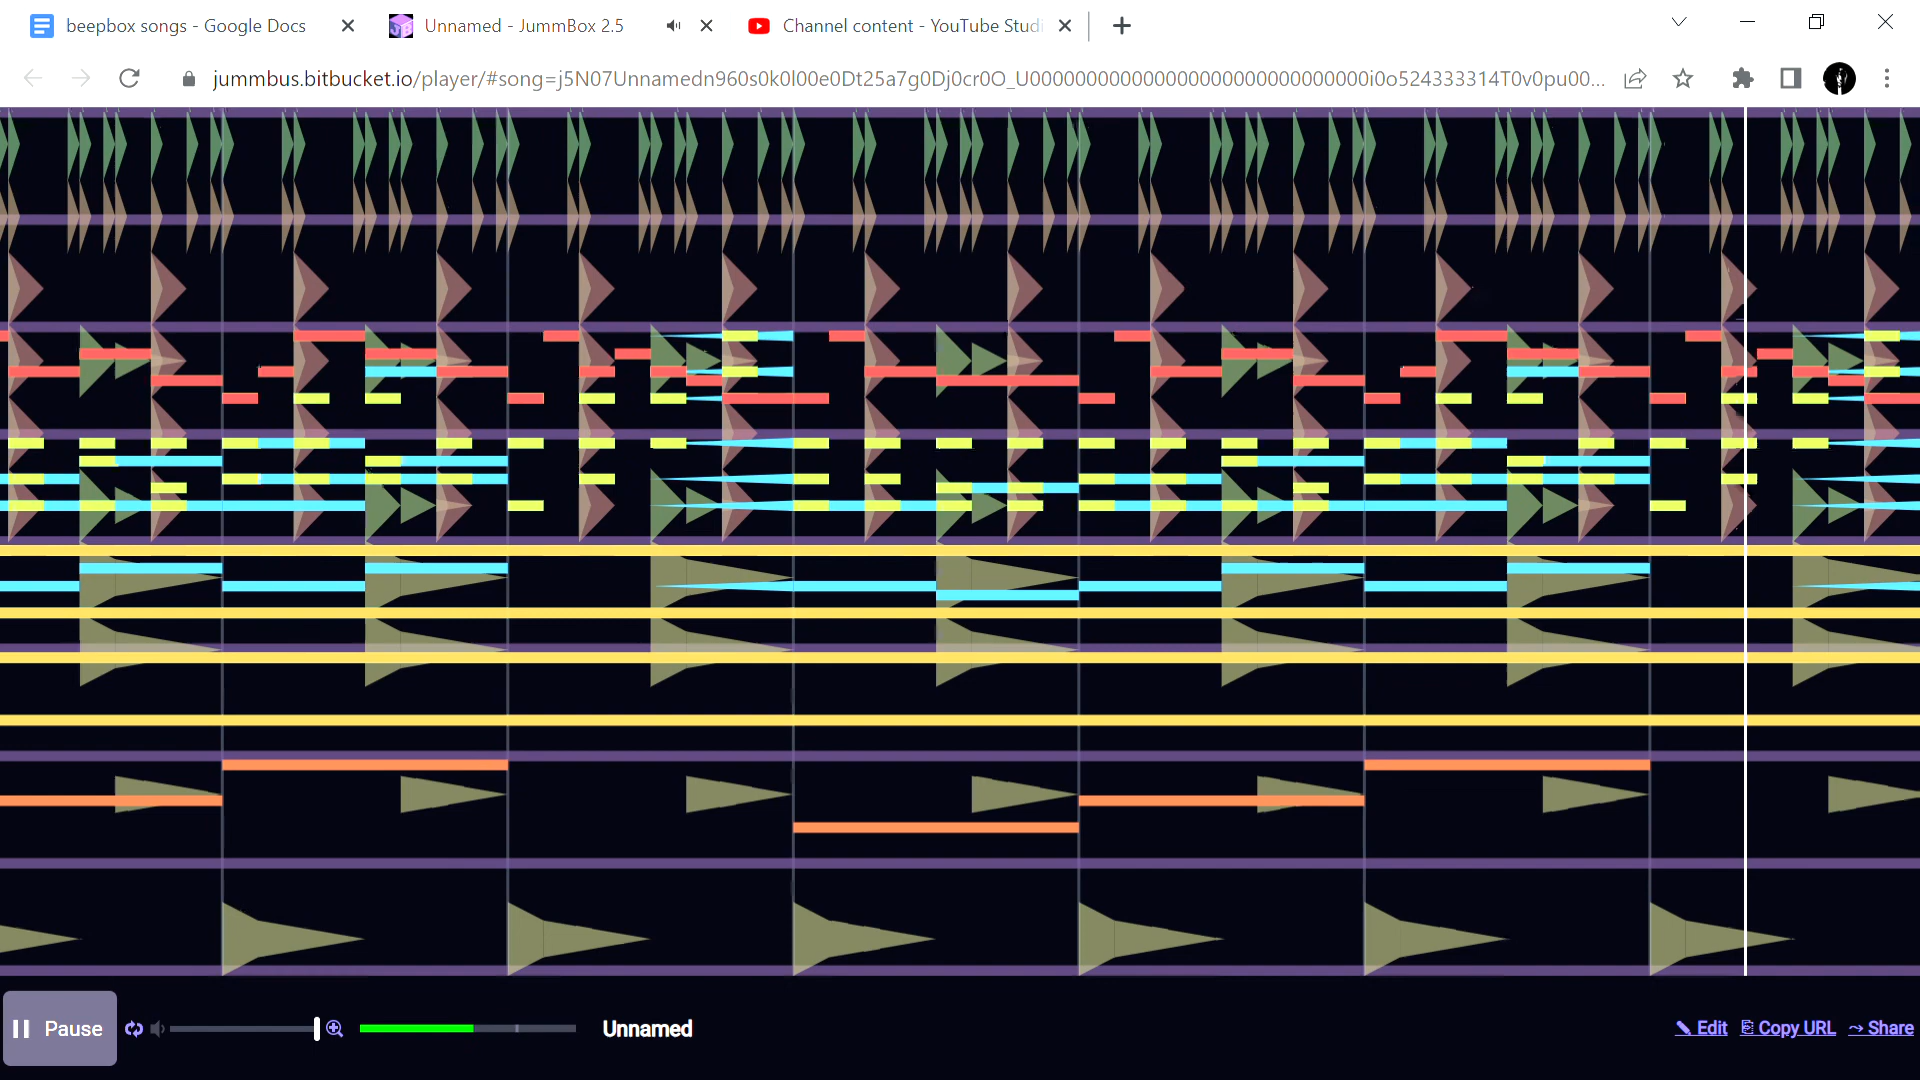 beepbox songs - Google Docs
Unnamed - JummBox 2.5
Channel content - YouTube Studi
jummbus.bitbucket.io/player/#song=j5N07Unnamedn960s0k0l00e0Dt25a7g0Dj0cr0O_U00000000000000000000000000000i0o524333314T0v0pu00...
Pause
Unnamed
Edit
Copy URL
Share